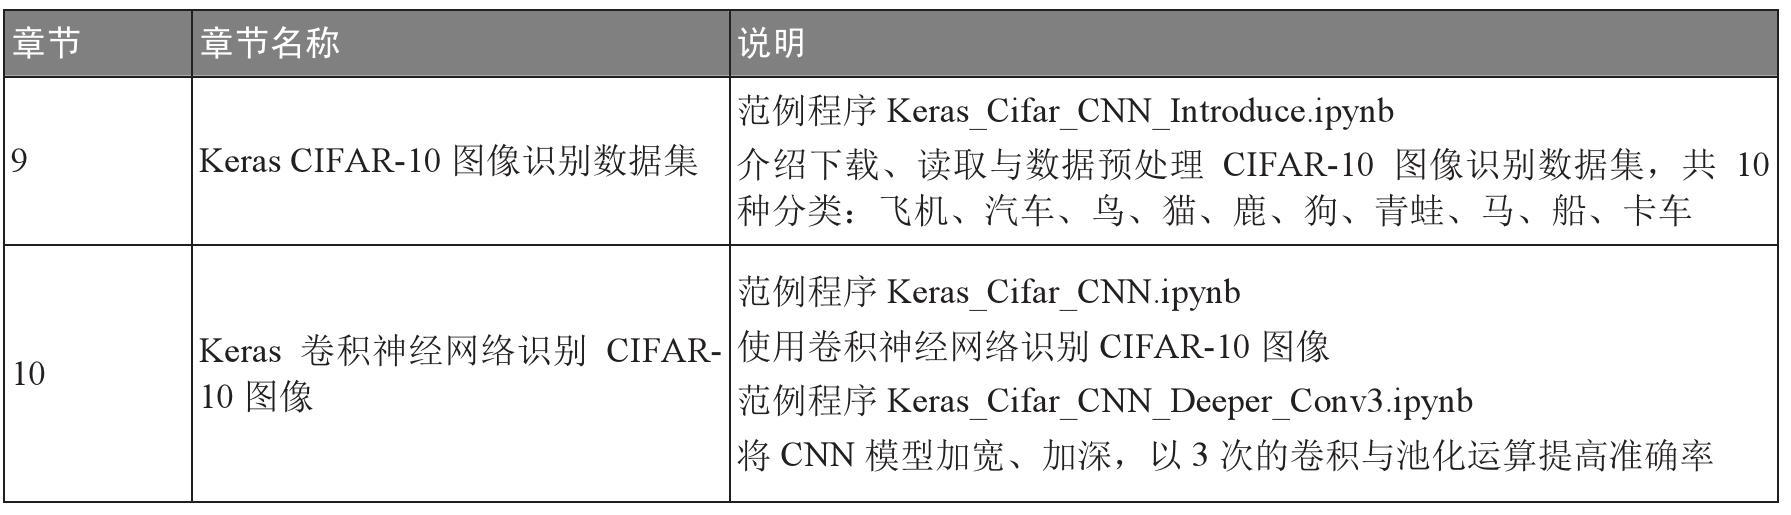 章节 章节名称 说明
9
Keras CIFAR-10 图像识别数据集
范例程序 Keras_Cifar_CNN_Introduce.ipynb
介绍下载、读取与数据预处理 CIFAR-10 图像识别数据集，共 10
种分类：飞机、汽车、鸟、猫、鹿、狗、青蛙、马、船、卡车
10
Keras 卷积神经网络识别 CIFAR-
10 图像
范例程序 Keras_Cifar_CNN.ipynb
使用卷积神经网络识别 CIFAR-10 图像
范例程序 Keras_Cifar_CNN_Deeper_Conv3.ipynb
将 CNN 模型加宽、加深，以 3 次的卷积与池化运算提高准确率